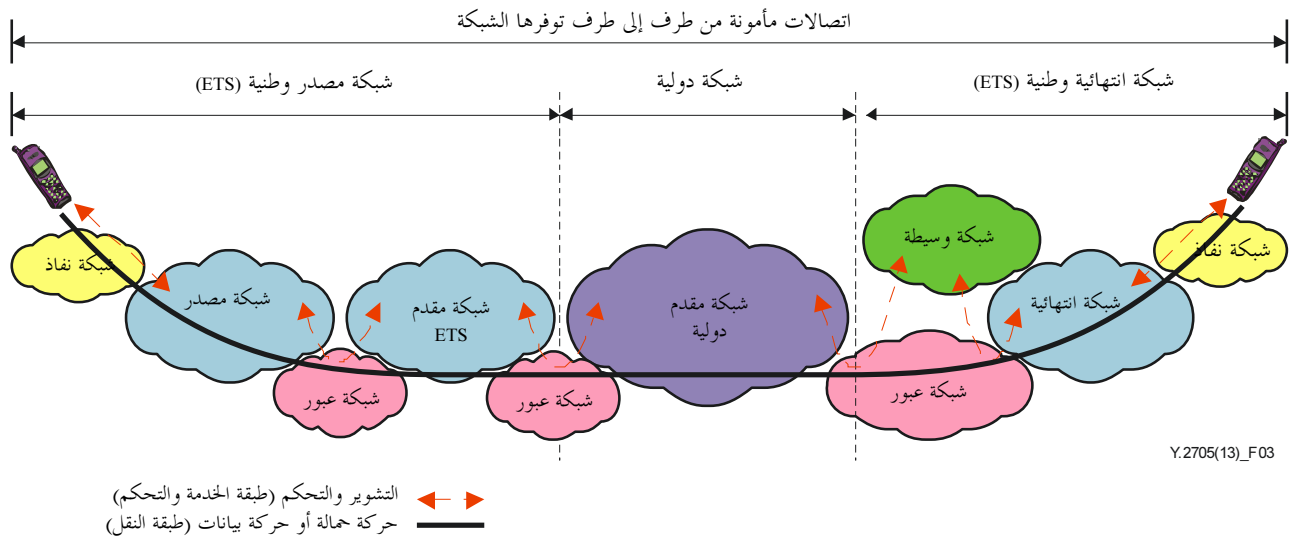 اتصالات مأمونة من طرف إلى طرف توفرها الشبكة
شبكة انتهائية وطنية (ETS)
شبكة دولية
شبكة مصدر وطنية (ETS)
شبكة نفاذ
شبكة وسيطة
شبكة انتهائية
شبكة عبور
شبكة مقدم
دولية
شبكة عبور
شبكة مقدم
ETS
شبكة عبور
شبكة مصدر
شبكة نفاذ
Y.2705(13)_F03
التشوير والتحكم (طبقة الخدمة والتحكم)
حركة حمالة أو حركة بيانات (طبقة النقل)